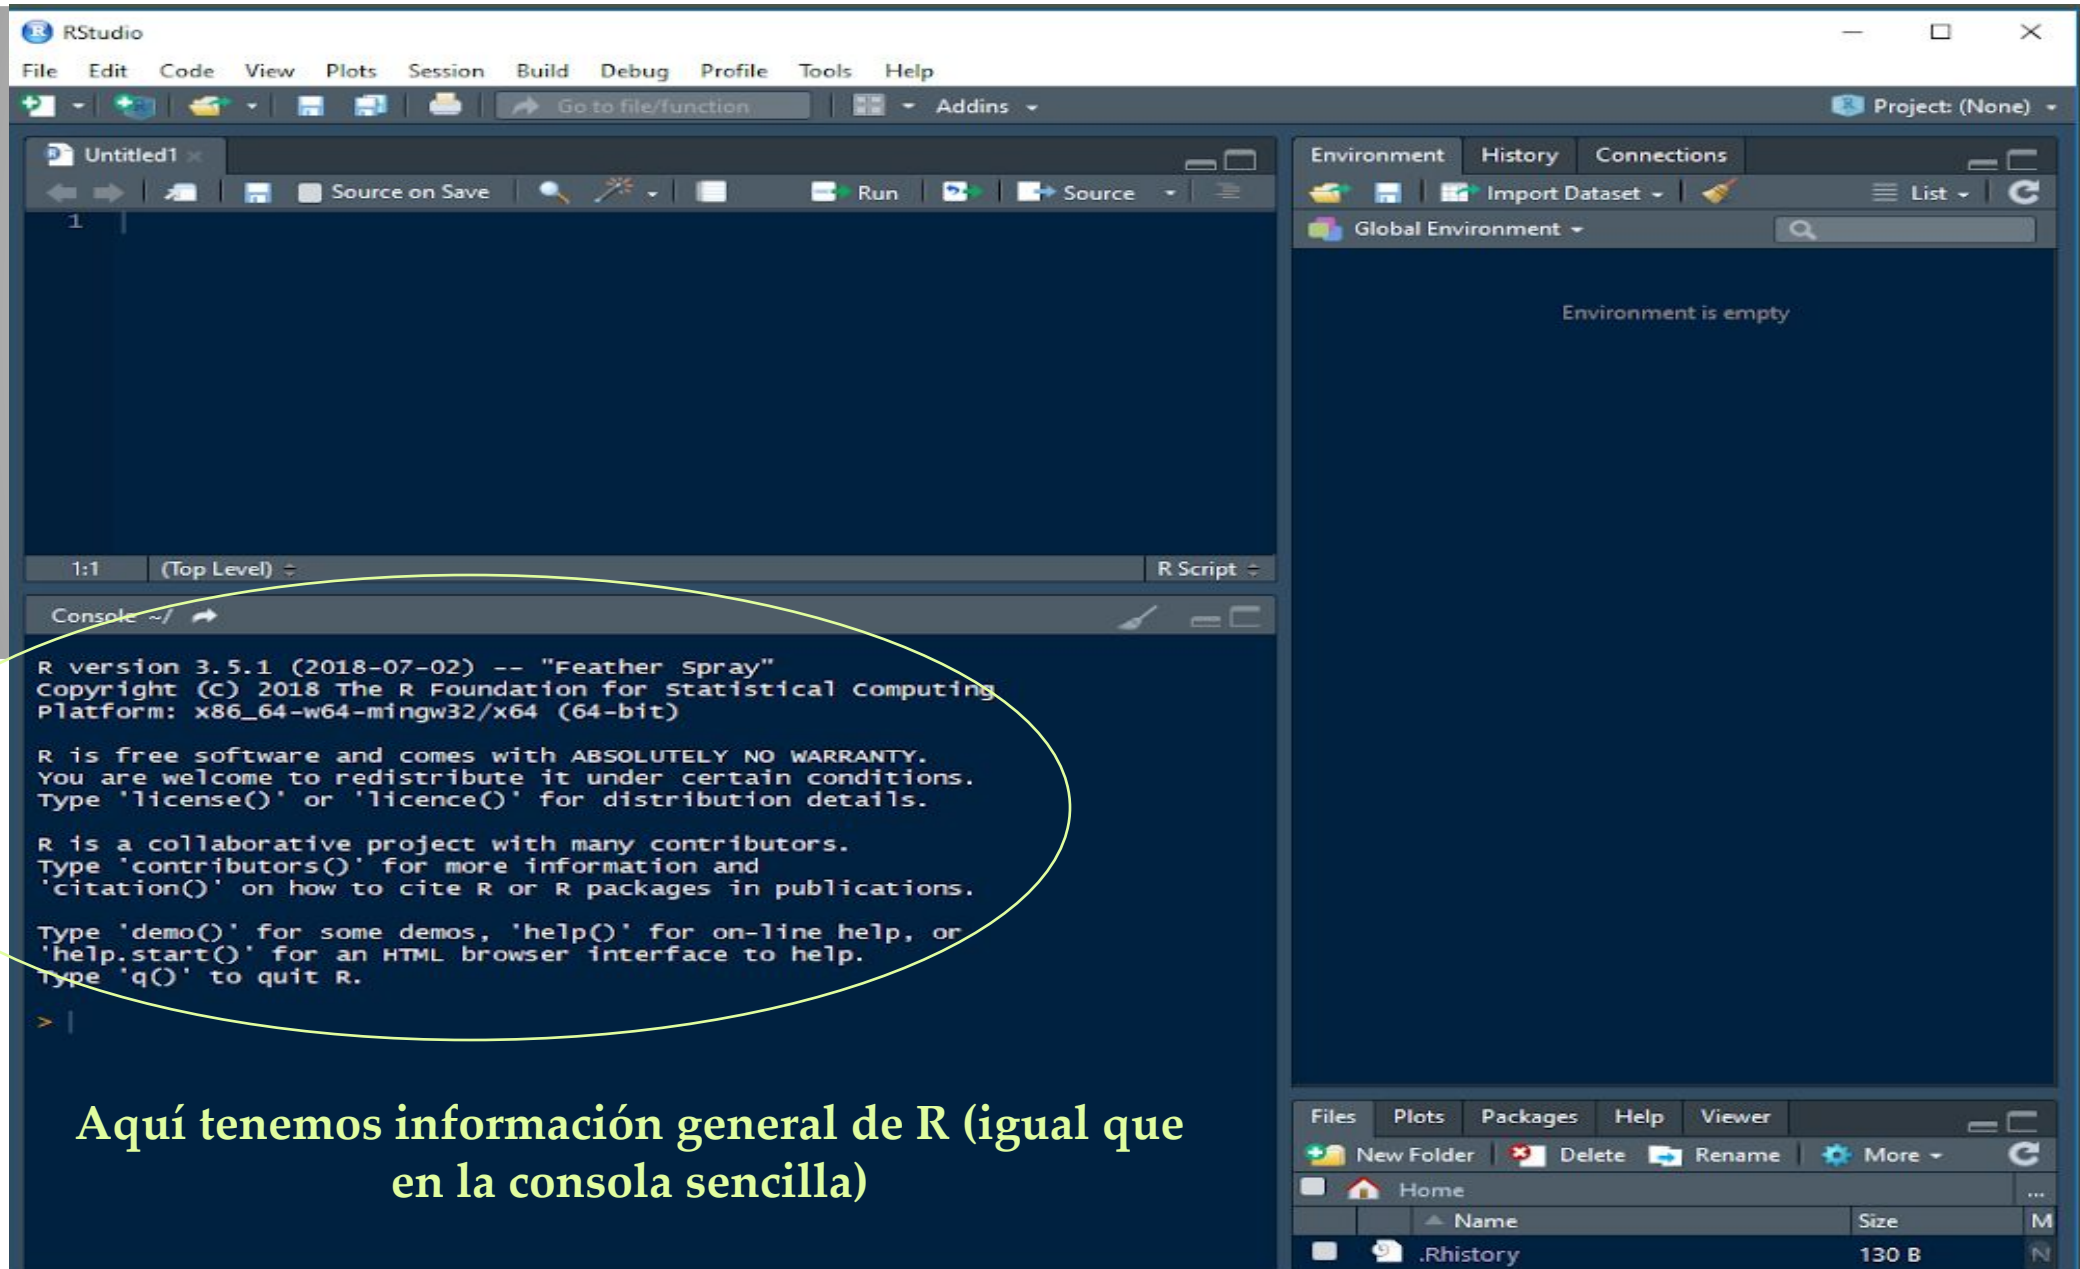 RStudio
File Edit Code View Plots Session Build Debug Profile Tools Help
Go to file/function Addins Project: (None)
Untitled1
Source on Save Run Source
1
1:1 (Top Level) R Script
Console ~/
R version 3.5.1 (2018-07-02) -- "Feather Spray"
Copyright (C) 2018 The R Foundation for Statistical Computing
Platform: x86_64-w64-mingw32/x64 (64-bit)
R is free software and comes with ABSOLUTELY NO WARRANTY.
You are welcome to redistribute it under certain conditions.
Type 'license()' or 'licence()' for distribution details.
R is a collaborative project with many contributors.
Type 'contributors()' for more information and
'citation()' on how to cite R or R packages in publications.
Type 'demo()' for some demos, 'help()' for on-line help, or
'help.start()' for an HTML browser interface to help.
Type 'q()' to quit R.
>
Aquí tenemos información general de R (igual que
en la consola sencilla)
Environment History Connections
Import Dataset List
Global Environment
Environment is empty
Files Plots Packages Help Viewer
New Folder Delete Rename More
Home ...
Name Size M
.Rhistory 130 B N